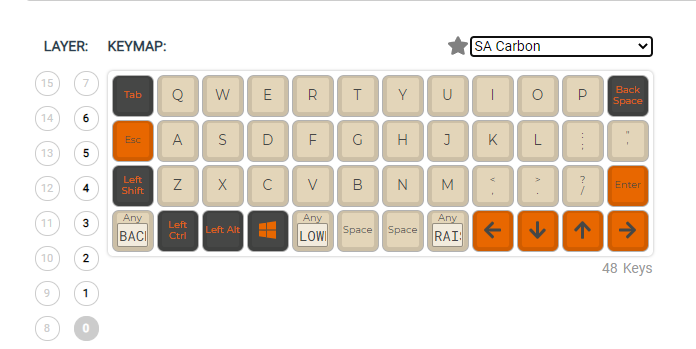 LAYER: KEYMAP: SA Carbon
15 7 Tab Q W E R T Y U I O P Back Space
14 6 Esc A S D F G H J K L : ; " '
13 5
12 4 Left Shift Z X C V B N M < , > . ? / Enter
11 3 Any BACK Left Ctrl Left Alt Any LOW Space Space Any RAIS
10 2
48 Keys
9 1
8 0